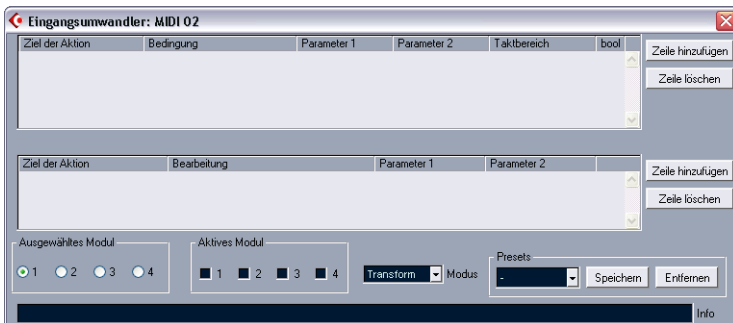 Eingangsumwandler: MIDI 02
Ziel der Aktion Bedingung Parameter 1 Parameter 2 Taktbereich bool
Zeile hinzufügen
Zeile löschen
Ziel der Aktion Bearbeitung Parameter 1 Parameter 2
Zeile hinzufügen
Zeile löschen
Ausgewähltes Modul
1 2 3 4
Aktives Modul
1 2 3 4
Transform Modus
Presets
- Speichern Entfernen
Info